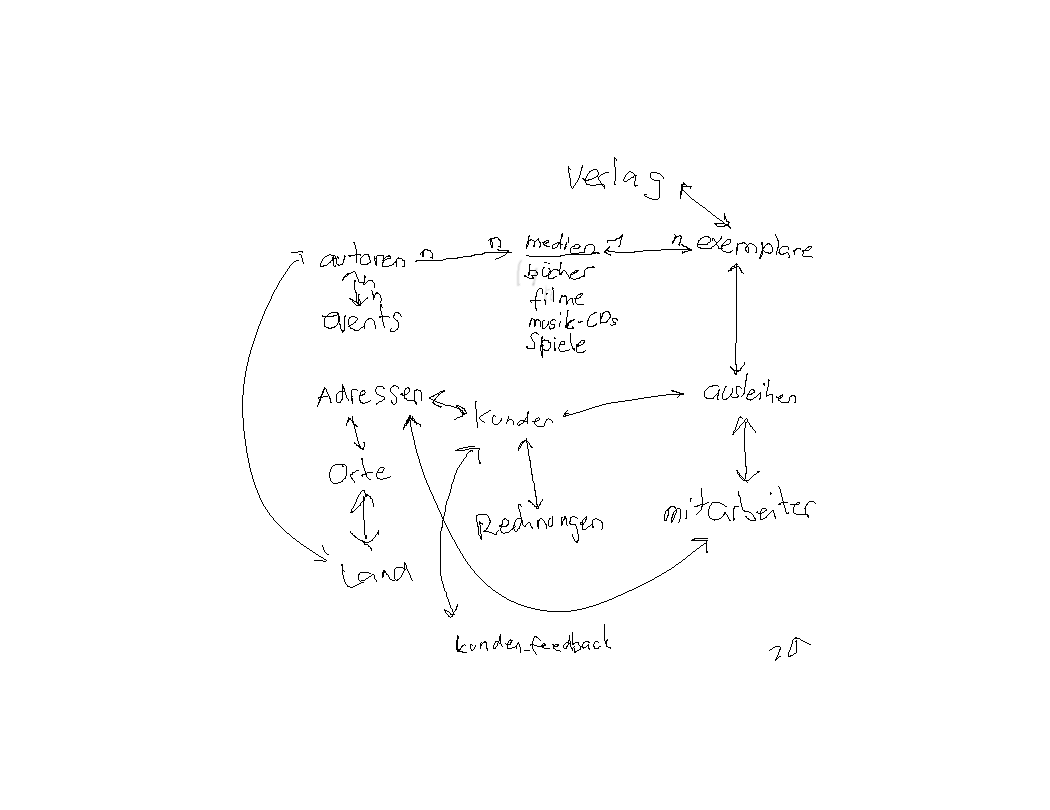 Verlag
autoren n n medien 1 n exemplare
bücher
n
n
filme
events
musik-CDs
Spiele
Adressen
Kunden
ausleihen
Orte
Rechnungen
mitarbeiter
Land
kunden_feedback